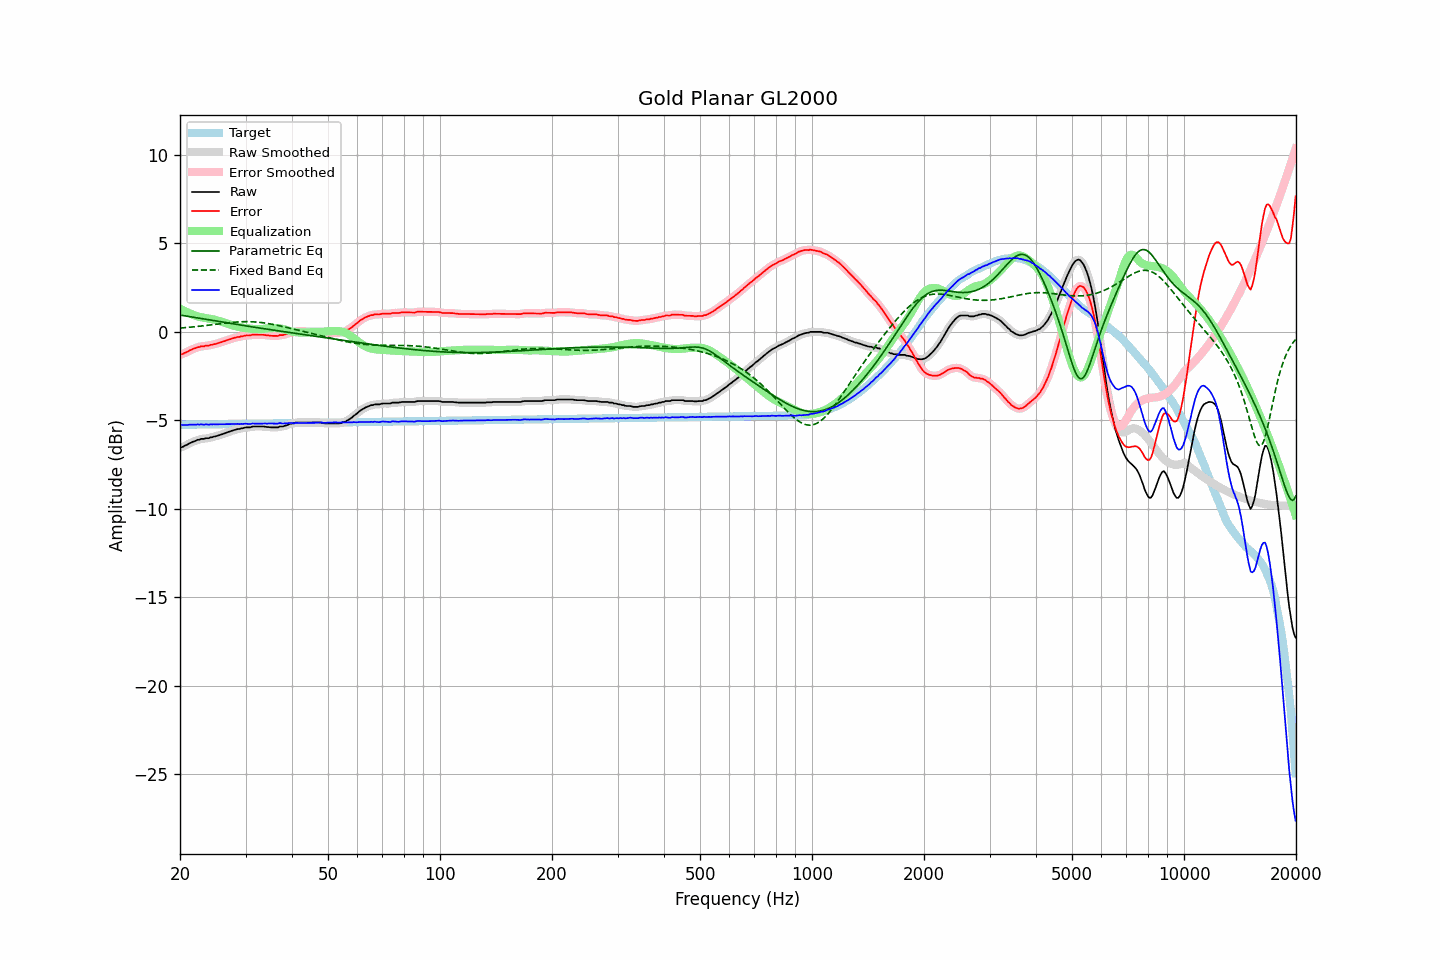 Gold Planar GL2000
Target
Raw Smoothed
Error Smoothed
Raw
Error
Equalization
Parametric Eq
Fixed Band Eq
Equalized
Amplitude (dBr)
10
5
0
−5
−10
−15
−20
−25
20 50 100 200 500 1000 2000 5000 10000 20000
Frequency (Hz)